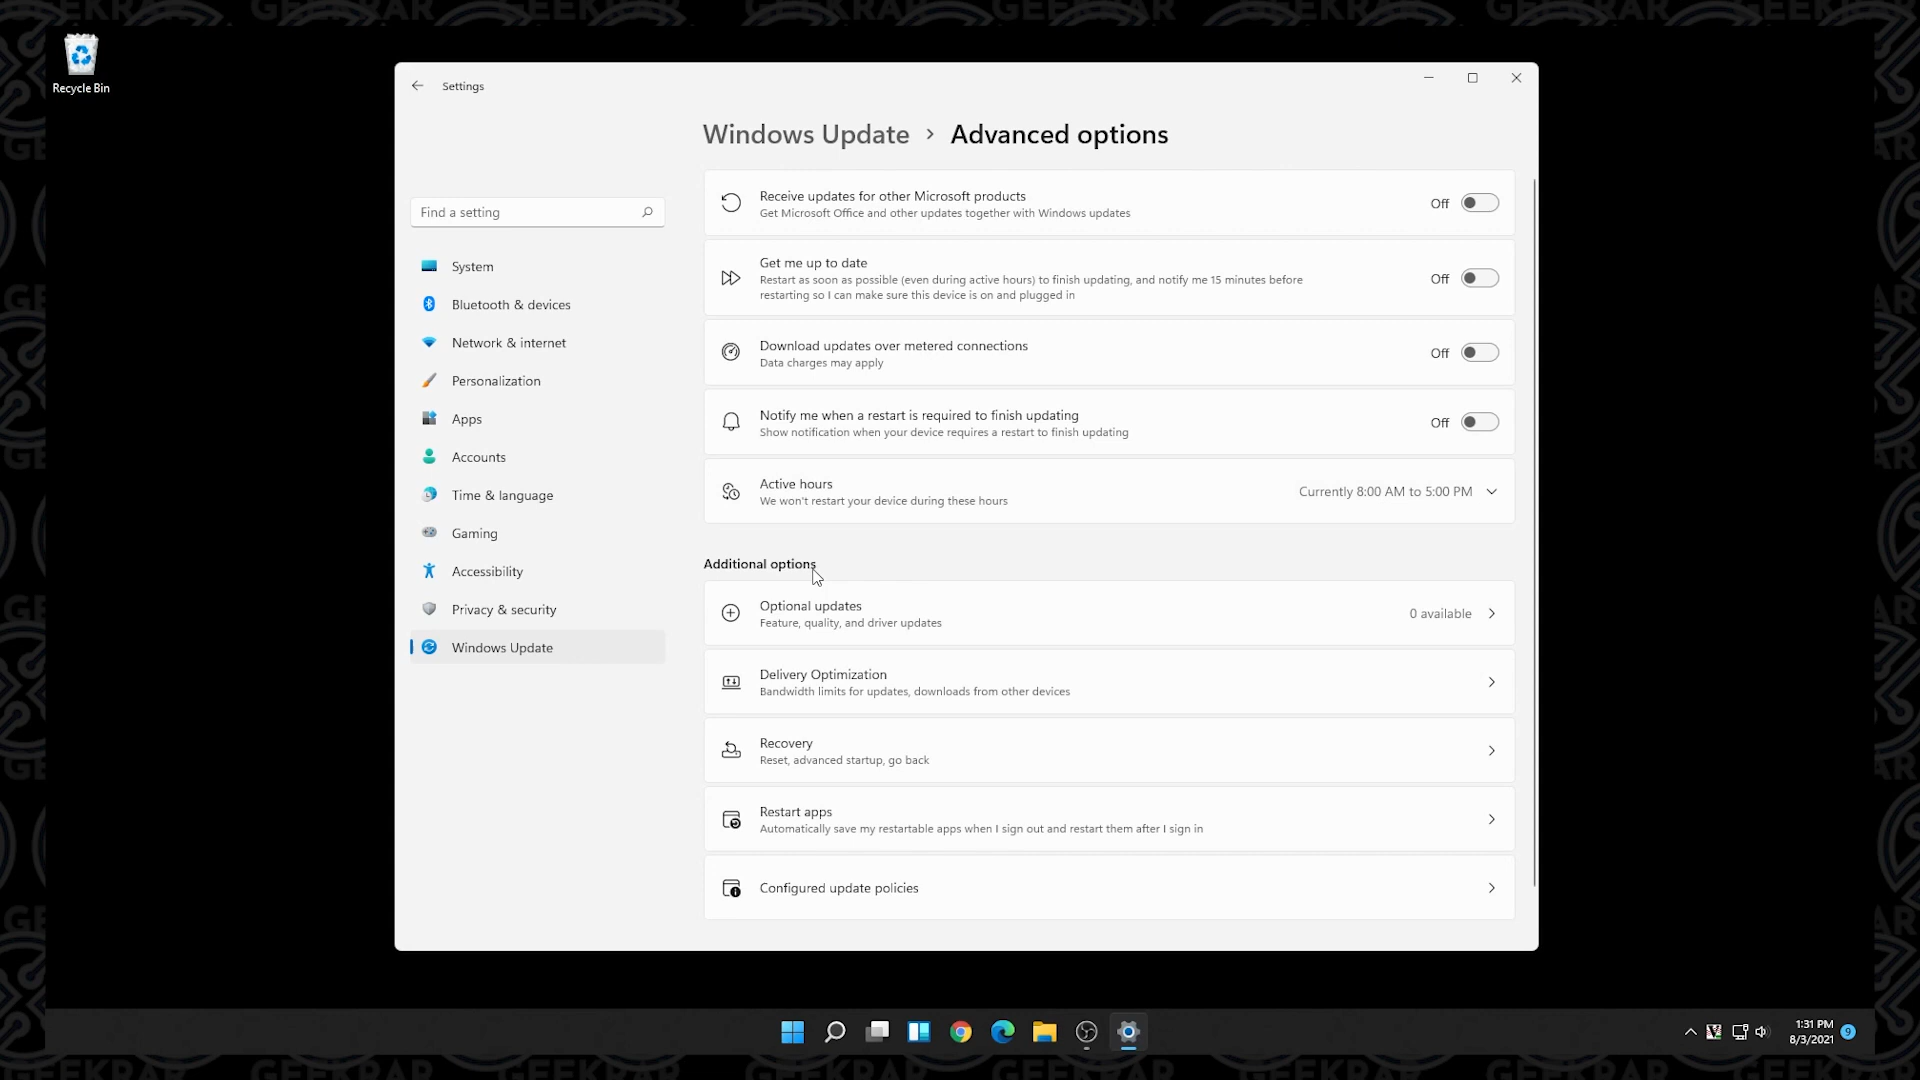 Recycle Bin
Settings
Windows Update > Advanced options
Find a setting
System
Bluetooth & devices
Network & internet
Personalization
Apps
Accounts
Time & language
Gaming
Accessibility
Privacy & security
Windows Update
Receive updates for other Microsoft products
Get Microsoft Office and other updates together with Windows updates
Off
Get me up to date
Restart as soon as possible (even during active hours) to finish updating, and notify me 15 minutes before
restarting so I can make sure this device is on and plugged in
Off
Download updates over metered connections
Data charges may apply
Off
Notify me when a restart is required to finish updating
Show notification when your device requires a restart to finish updating
Off
Active hours
We won't restart your device during these hours
Currently 8:00 AM to 5:00 PM
Additional options
Optional updates
Feature, quality, and driver updates
0 available
Delivery Optimization
Bandwidth limits for updates, downloads from other devices
Recovery
Reset, advanced startup, go back
Restart apps
Automatically save my restartable apps when I sign out and restart them after I sign in
Configured update policies
1:31 PM
8/3/2021
9